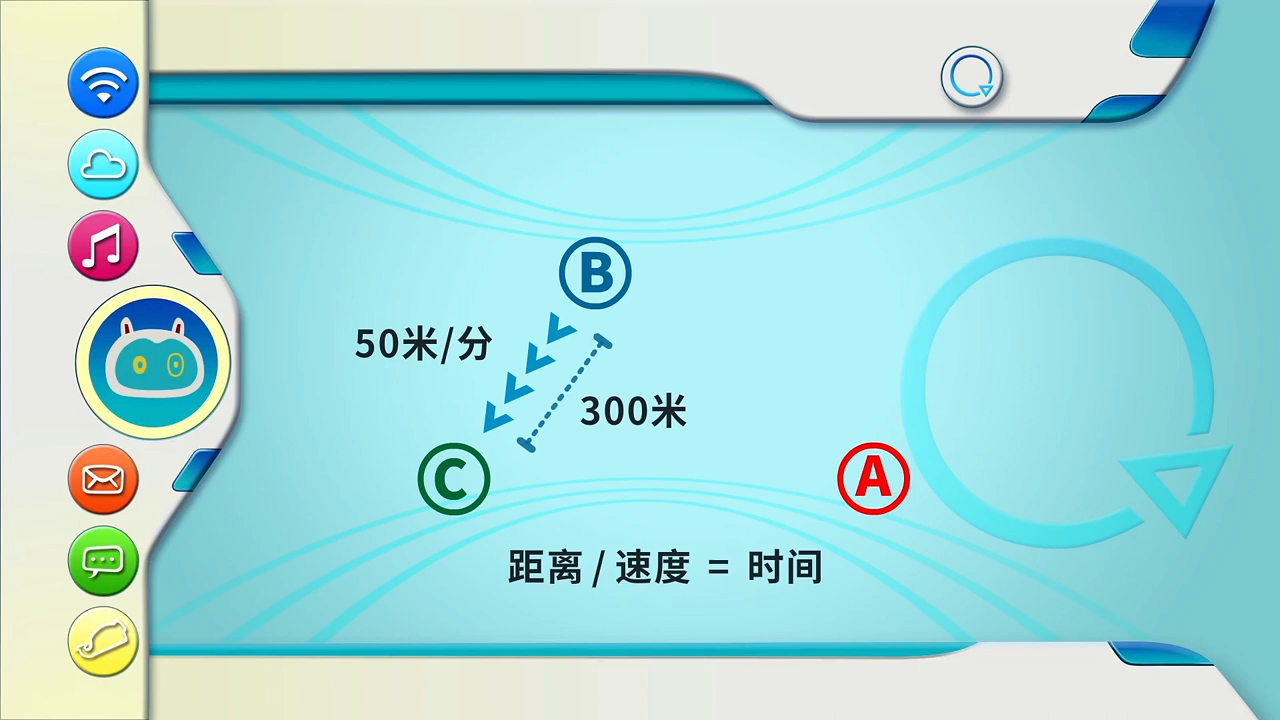 B
50米/分
300米
C
A
距离 / 速度 = 时间